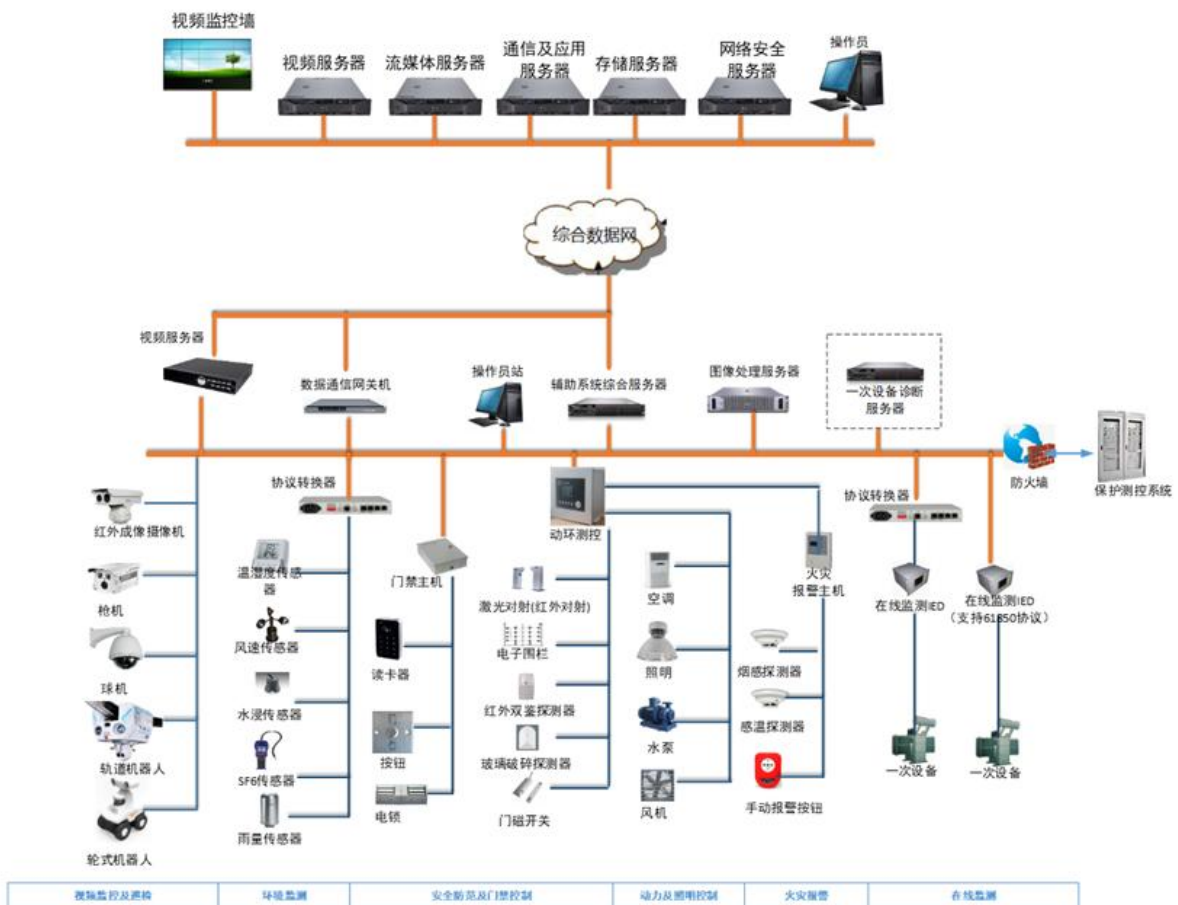 视频监控墙
视频服务器
流媒体服务器
通信及应用
服务器
存储服务器
网络安全
服务器
操作员
综合数据网
视频服务器
数据通信网关机
操作员站
辅助系统综合服务器
图像处理服务器
一次设备诊断
服务器
防火墙
保护测控系统
协议转换器
动环测控
协议转换器
红外成像摄像机
枪机
球机
轨道机器人
轮式机器人
温湿度传感
器
风速传感器
水浸传感器
SF6传感器
雨量传感器
门禁主机
读卡器
按钮
电锁
激光对射(红外对射)
电子围栏
红外双鉴探测器
玻璃破碎探测器
门磁开关
空调
照明
水泵
风机
火灾
报警主机
烟感探测器
感温探测器
手动报警按钮
在线监测IED
一次设备
在线监测IED
（支持61850协议）
一次设备
视频监控及巡检
环境监测
安全防范及门禁控制
动力及照明控制
火灾报警
在线监测